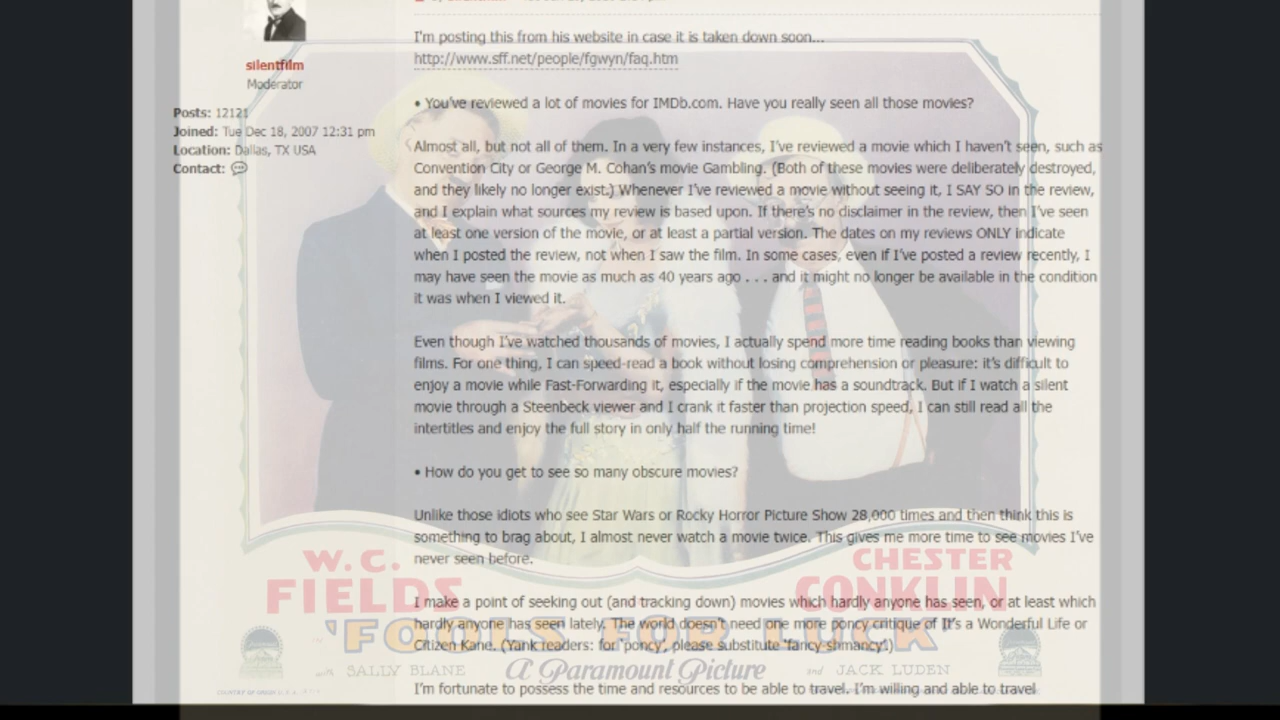 I'm posting this from his website in case it is taken down soon...
http://www.sff.net/people/fgwyn/faq.htm
silentfilm
Moderator
Posts: 12121
Joined: Tue Dec 18, 2007 12:31 pm
Location: Dallas, TX USA
Contact:
• You've reviewed a lot of movies for IMDb.com. Have you really seen all those movies?
Almost all, but not all of them. In a very few instances, I've reviewed a movie which I haven't seen, such as
Convention City or George M. Cohan's movie Gambling. (Both of these movies were deliberately destroyed,
and they likely no longer exist.) Whenever I've reviewed a movie without seeing it, I SAY SO in the review,
and I explain what sources my review is based upon. If there's no disclaimer in the review, then I've seen
at least one version of the movie, or at least a partial version. The dates on my reviews ONLY indicate
when I posted the review, not when I saw the film. In some cases, even if I've posted a review recently, I
may have seen the movie as much as 40 years ago . . . and it might no longer be available in the condition
it was when I viewed it.
Even though I've watched thousands of movies, I actually spend more time reading books than viewing
films. For one thing, I can speed-read a book without losing comprehension or pleasure: it's difficult to
enjoy a movie while Fast-Forwarding it, especially if the movie has a soundtrack. But if I watch a silent
movie through a Steenbeck viewer and I crank it faster than projection speed, I can still read all the
intertitles and enjoy the full story in only half the running time!
• How do you get to see so many obscure movies?
Unlike those idiots who see Star Wars or Rocky Horror Picture Show 28,000 times and then think this is
something to brag about, I almost never watch a movie twice. This gives me more time to see movies I've
never seen before.
I make a point of seeking out (and tracking down) movies which hardly anyone has seen, or at least which
hardly anyone has seen lately. The world doesn't need one more poncy critique of It's a Wonderful Life or
Citizen Kane. (Yank readers: for 'poncy', please substitute 'fancy-shmancy'.)
I'm fortunate to possess the time and resources to be able to travel. I'm willing and able to travel
W.C.
FIELDS
CHESTER
CONKLIN
'FOOLS FOR LUCK'
with SALLY BLANE
A Paramount Picture
and JACK LUDEN